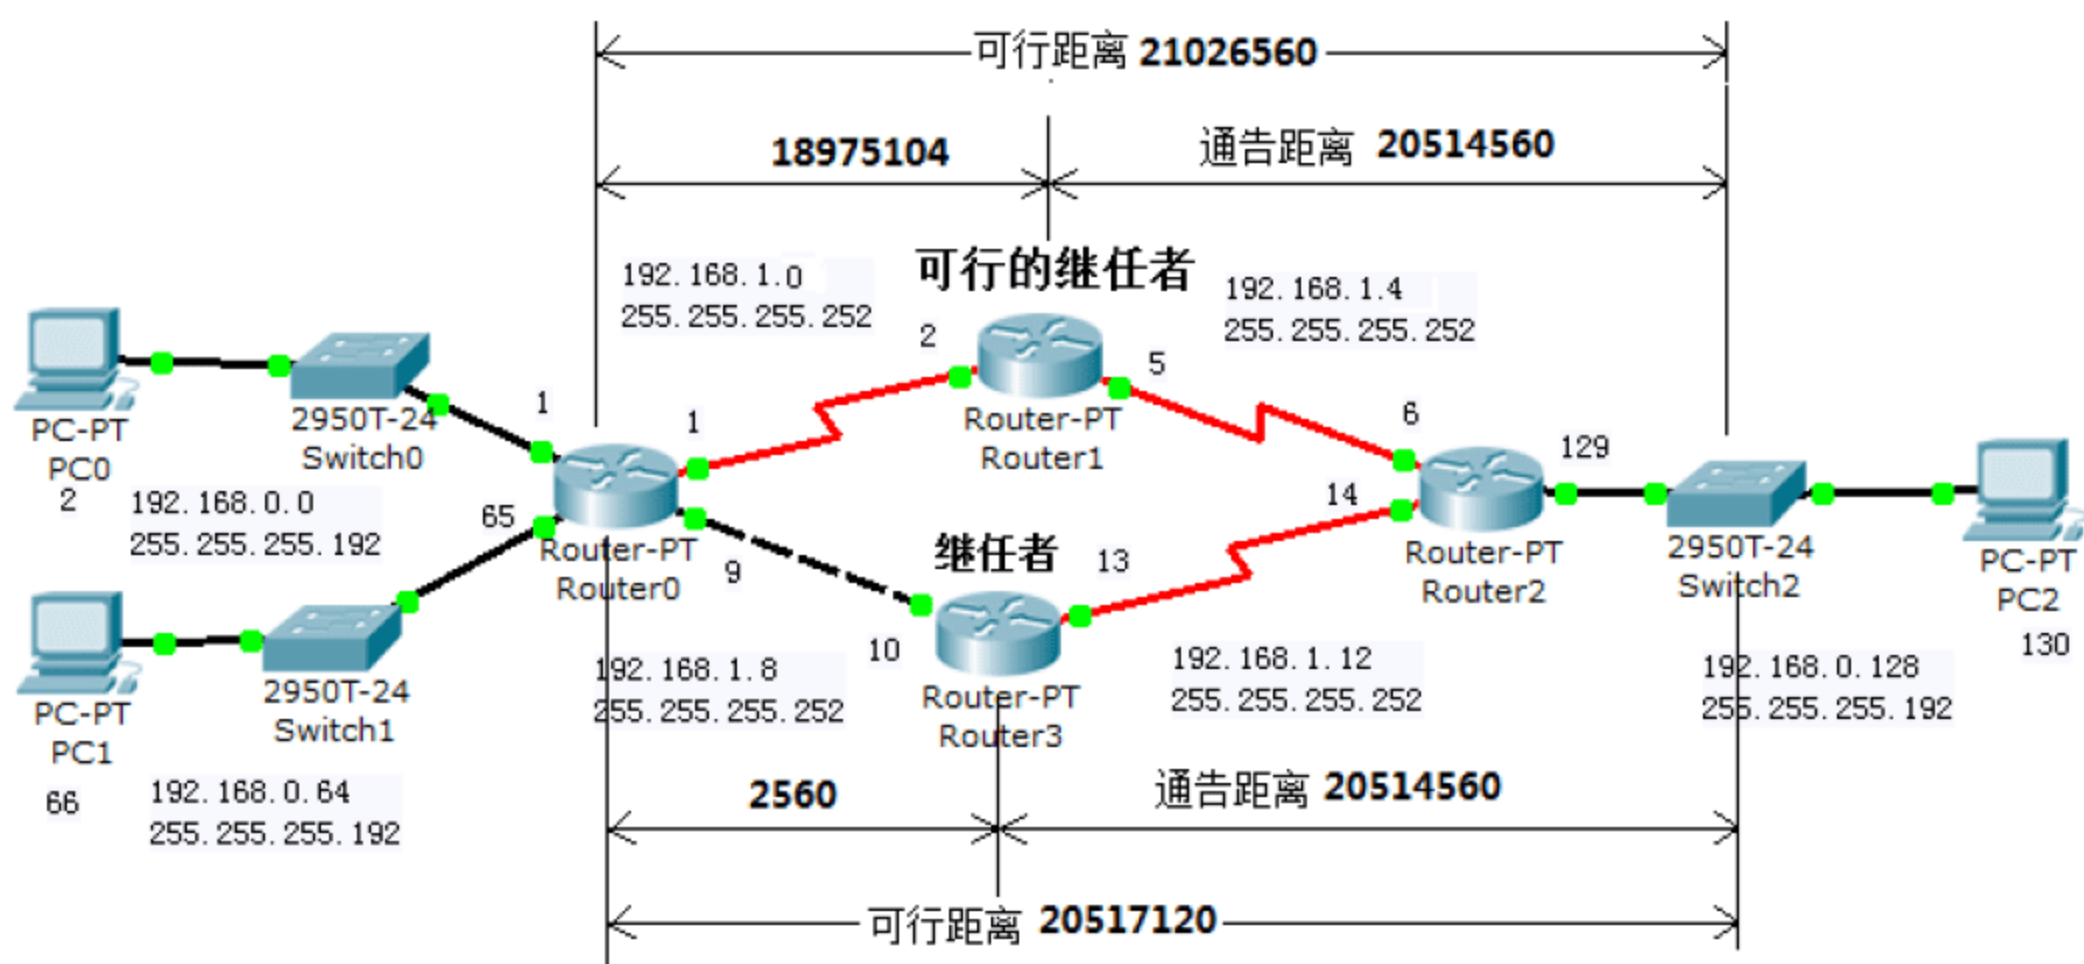 可行距离 21026560
18975104
通告距离 20514560
192.168.1.0
255.255.255.252
可行的继任者
192.168.1.4
255.255.255.252
2
5
PC-PT
PC0
2
2950T-24
Switch0
1
1
Router-PT
Router1
6
129
192.168.0.0
255.255.255.192
65
Router-PT
Router0
9
继任者
13
14
Router-PT
Router2
2950T-24
Switch2
PC-PT
PC2
130
PC-PT
PC1
66
2950T-24
Switch1
192.168.0.64
255.255.255.192
192.168.1.8
255.255.255.252
10
Router-PT
Router3
192.168.1.12
255.255.255.252
192.168.0.128
255.255.255.192
2560
通告距离 20514560
可行距离 20517120